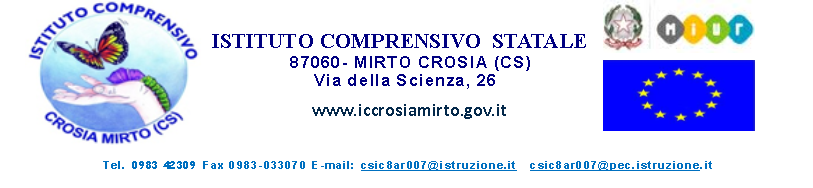 ISTITUTO COMPRENSIVO
CROSIA MIRTO (CS)
ISTITUTO COMPRENSIVO STATALE
87060- MIRTO CROSIA (CS)
Via della Scienza, 26
www.iccrosiamirto.gov.it
miur
Tel. 0983 42309 Fax 0983-033070 E-mail: csic8ar007@istruzione.it csic8ar007@pec.istruzione.it